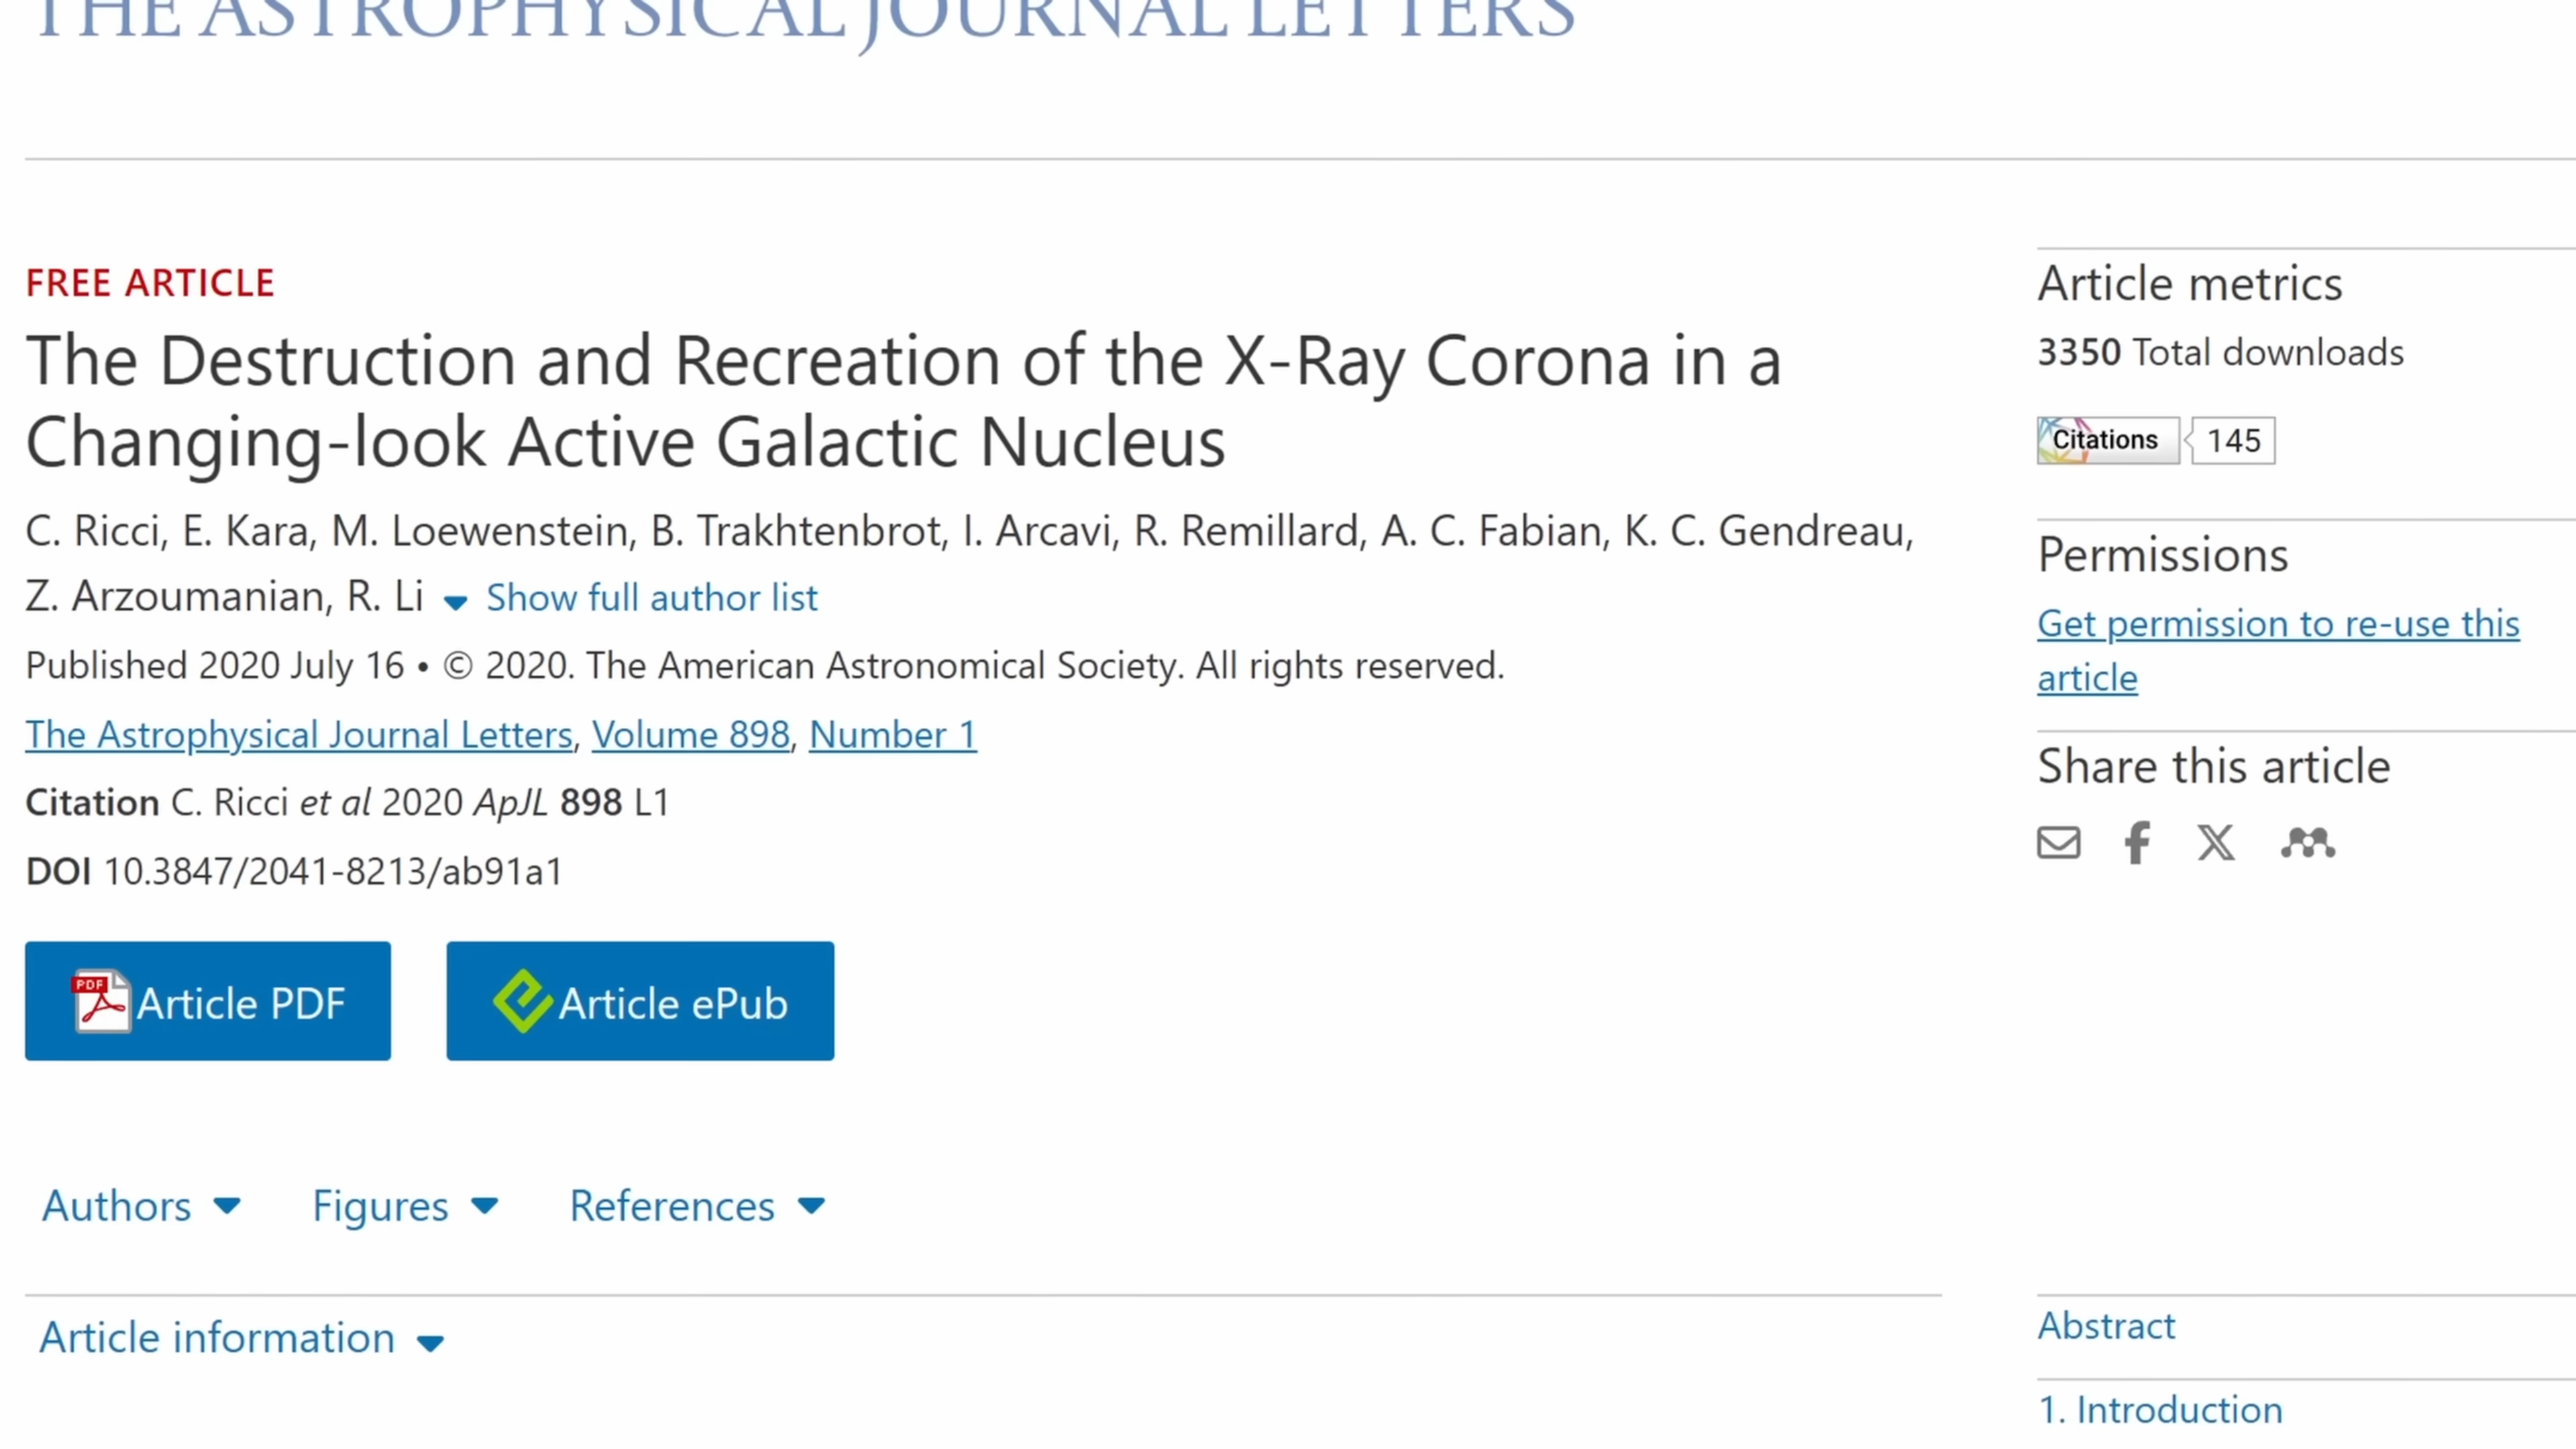 THE ASTROPHYSICAL JOURNAL LETTERS
FREE ARTICLE
The Destruction and Recreation of the X-Ray Corona in a
Changing-look Active Galactic Nucleus
C. Ricci, E. Kara, M. Loewenstein, B. Trakhtenbrot, I. Arcavi, R. Remillard, A. C. Fabian, K. C. Gendreau,
Z. Arzoumanian, R. Li Show full author list
Published 2020 July 16 • © 2020. The American Astronomical Society. All rights reserved.
The Astrophysical Journal Letters, Volume 898, Number 1
Citation C. Ricci et al 2020 ApJL 898 L1
DOI 10.3847/2041-8213/ab91a1
PDF Article PDF
Article ePub
Authors Figures References
Article information
Article metrics
3350 Total downloads
Citations 145
Permissions
Get permission to re-use this
article
Share this article
Abstract
1. Introduction